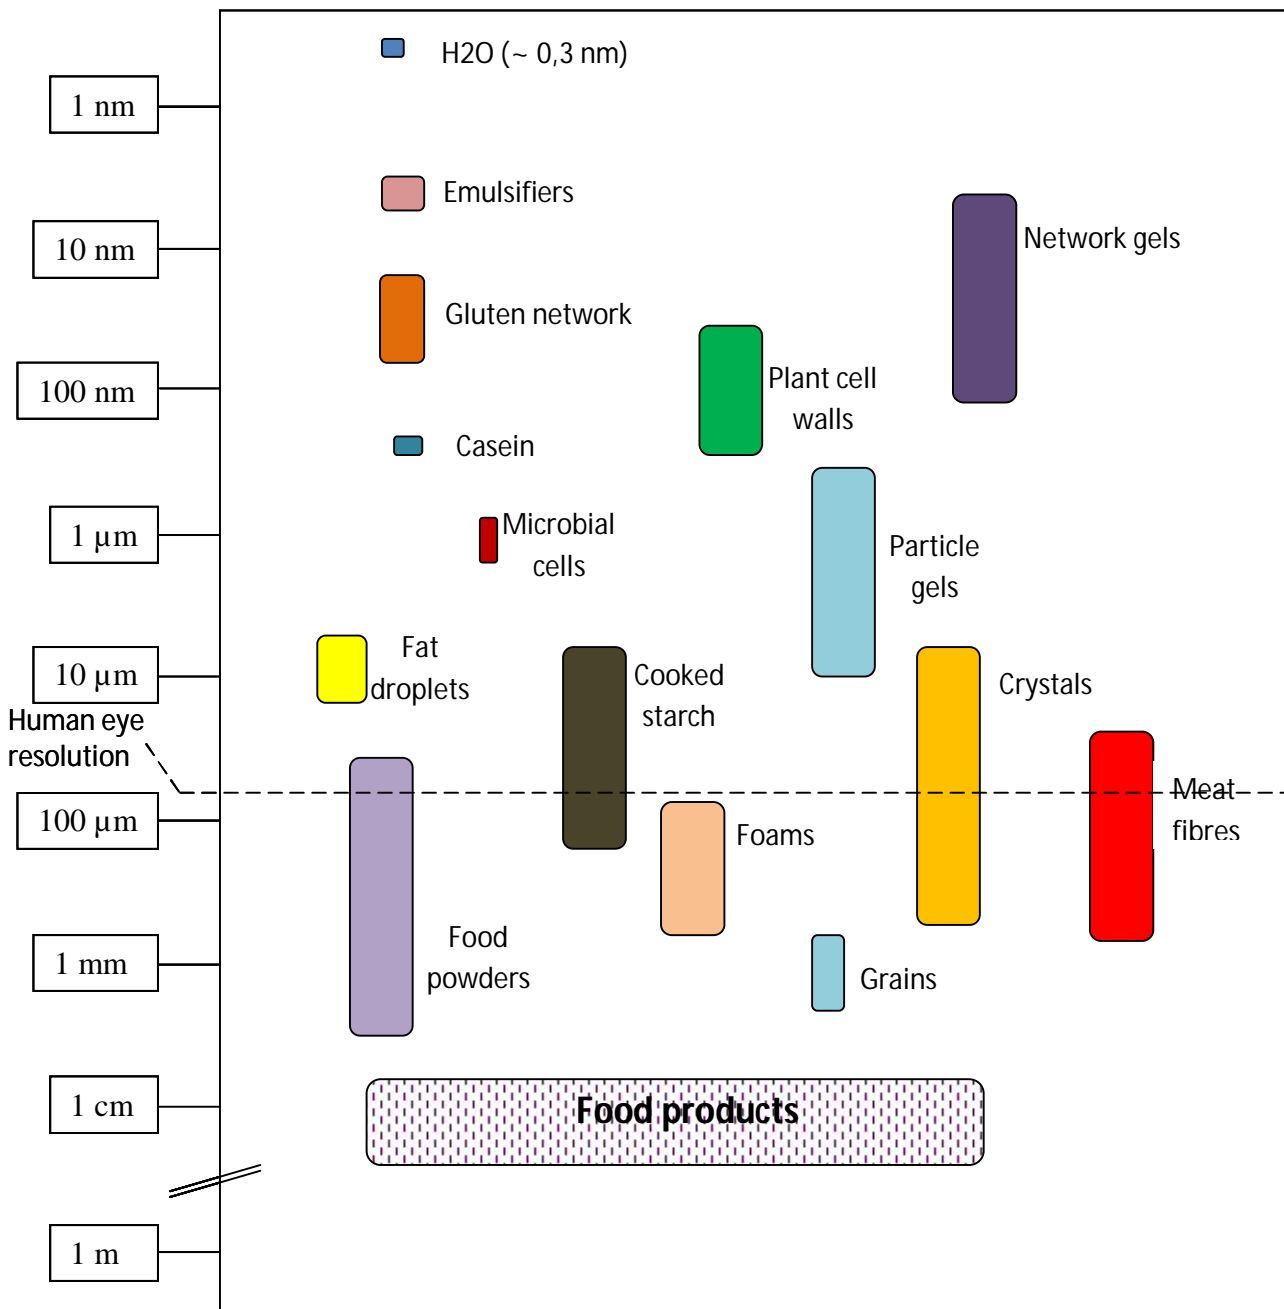 H2O (~ 0,3 nm)
1 nm
Emulsifiers
10 nm
Network gels
Gluten network
100 nm
Plant cell
walls
Casein
1 µm
Microbial
cells
Particle
gels
Fat
droplets
10 µm
Cooked
starch
Crystals
Human eye
resolution
Meat
fibres
100 µm
Foams
Food
powders
1 mm
Grains
1 cm
Food products
1 m